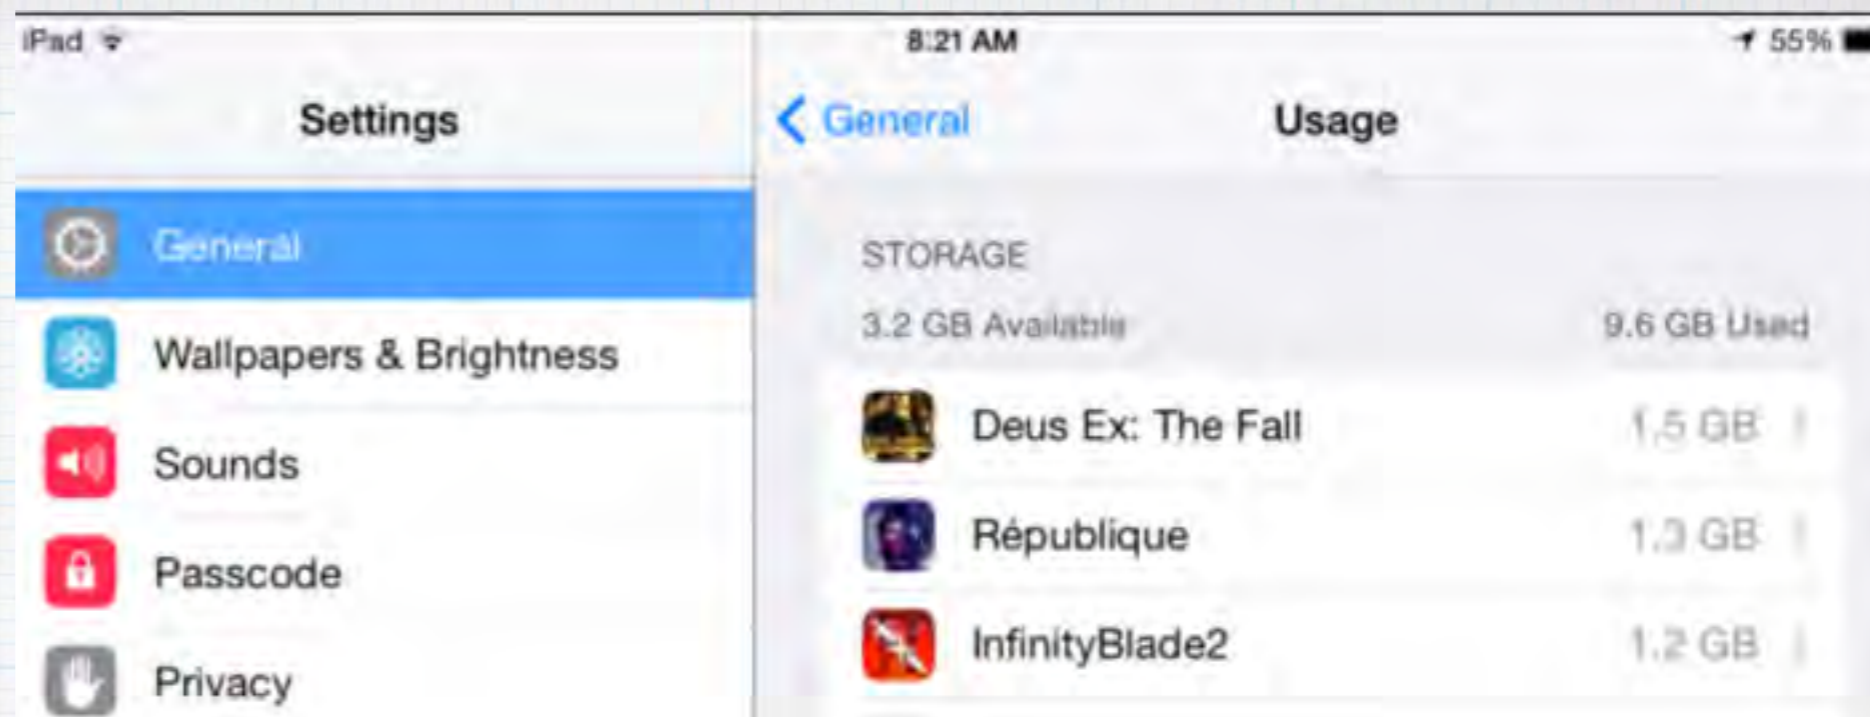 iPad
8:21 AM
55%
Settings
General
Usage
General
Wallpapers & Brightness
Sounds
Passcode
Privacy
STORAGE
3.2 GB Available
9.6 GB Used
Deus Ex: The Fall
1.5 GB
République
1.3 GB
InfinityBlade2
1.2 GB